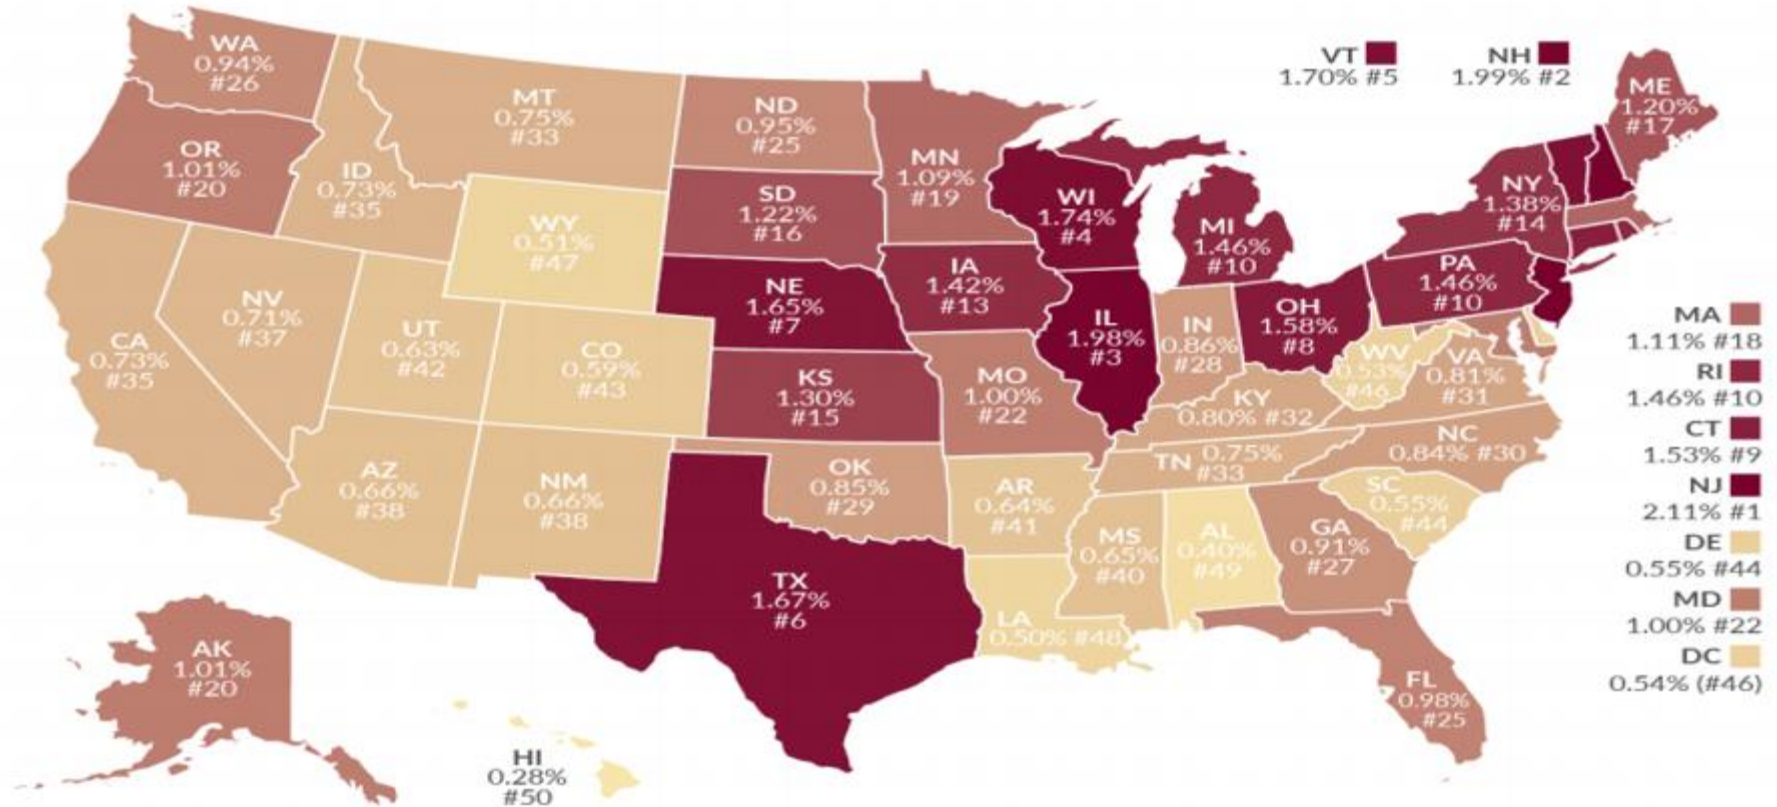 VT
1.70% #5
NH
1.99% #2
WA
0.94%
#26
MT
0.75%
#33
ND
0.95%
#25
MN
1.09%
#19
ME
1.20%
#17
OR
1.01%
#20
ID
0.73%
#35
SD
1.22%
#16
WI
1.74%
#4
MI
1.46%
#10
NY
1.38%
#14
WY
0.51%
#47
IA
1.42%
#13
PA
1.46%
#10
NE
1.65%
#7
NV
0.71%
#37
UT
0.63%
#42
CA
0.73%
#35
CO
0.59%
#43
IL
1.98%
#3
IN
0.86%
#28
OH
1.58%
#8
WV
0.53%
#46
VA
0.81%
#31
KS
1.30%
#15
MO
1.00%
#22
KY
0.80% #32
NC
0.84% #30
TN 0.75%
#33
AZ
0.66%
#38
NM
0.66%
#38
OK
0.85%
#29
AR
0.64%
#41
SC
0.55%
#44
MS
0.65%
#40
AL
0.40%
#49
GA
0.91%
#27
TX
1.67%
#6
LA
0.50% #48
FL
0.98%
#25
AK
1.01%
#20
HI
0.28%
#50
MA
1.11% #18
RI
1.46% #10
CT
1.53% #9
NJ
2.11% #1
DE
0.55% #44
MD
1.00% #22
DC
0.54% (#46)